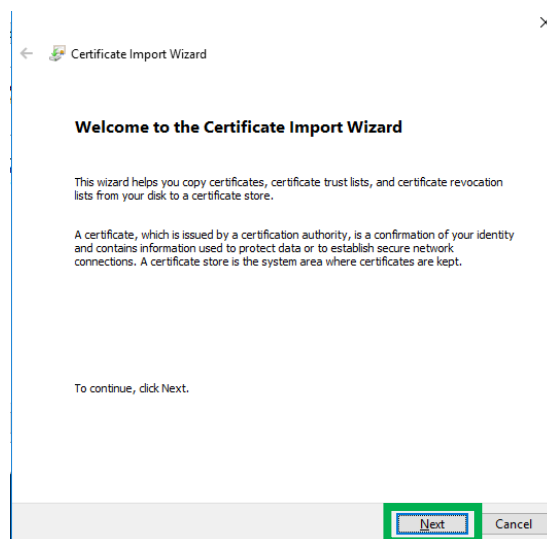 Certificate Import Wizard
Welcome to the Certificate Import Wizard
This wizard helps you copy certificates, certificate trust lists, and certificate revocation
lists from your disk to a certificate store.
A certificate, which is issued by a certification authority, is a confirmation of your identity
and contains information used to protect data or to establish secure network
connections. A certificate store is the system area where certificates are kept.
To continue, click Next.
Next Cancel